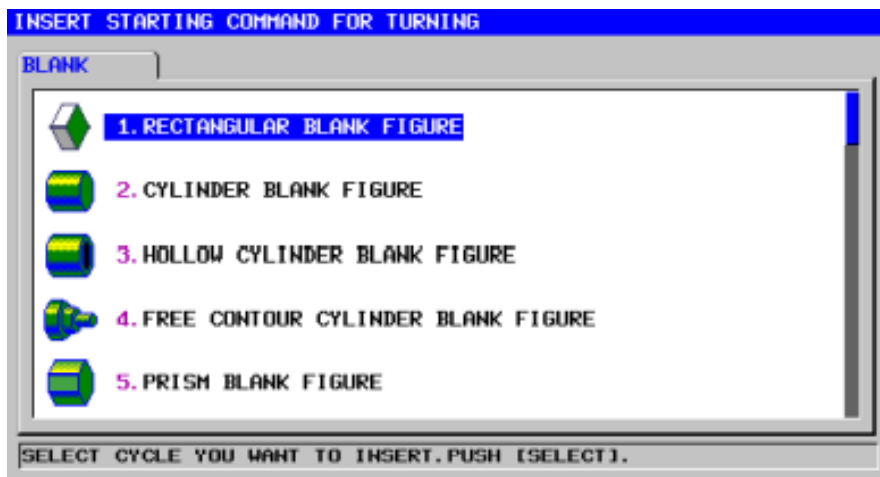 INSERT STARTING COMMAND FOR TURNING
BLANK
1.RECTANGULAR BLANK FIGURE
2.CYLINDER BLANK FIGURE
3.HOLLOW CYLINDER BLANK FIGURE
4.FREE CONTOUR CYLINDER BLANK FIGURE
5.PRISM BLANK FIGURE
SELECT CYCLE YOU WANT TO INSERT.PUSH [SELECT].